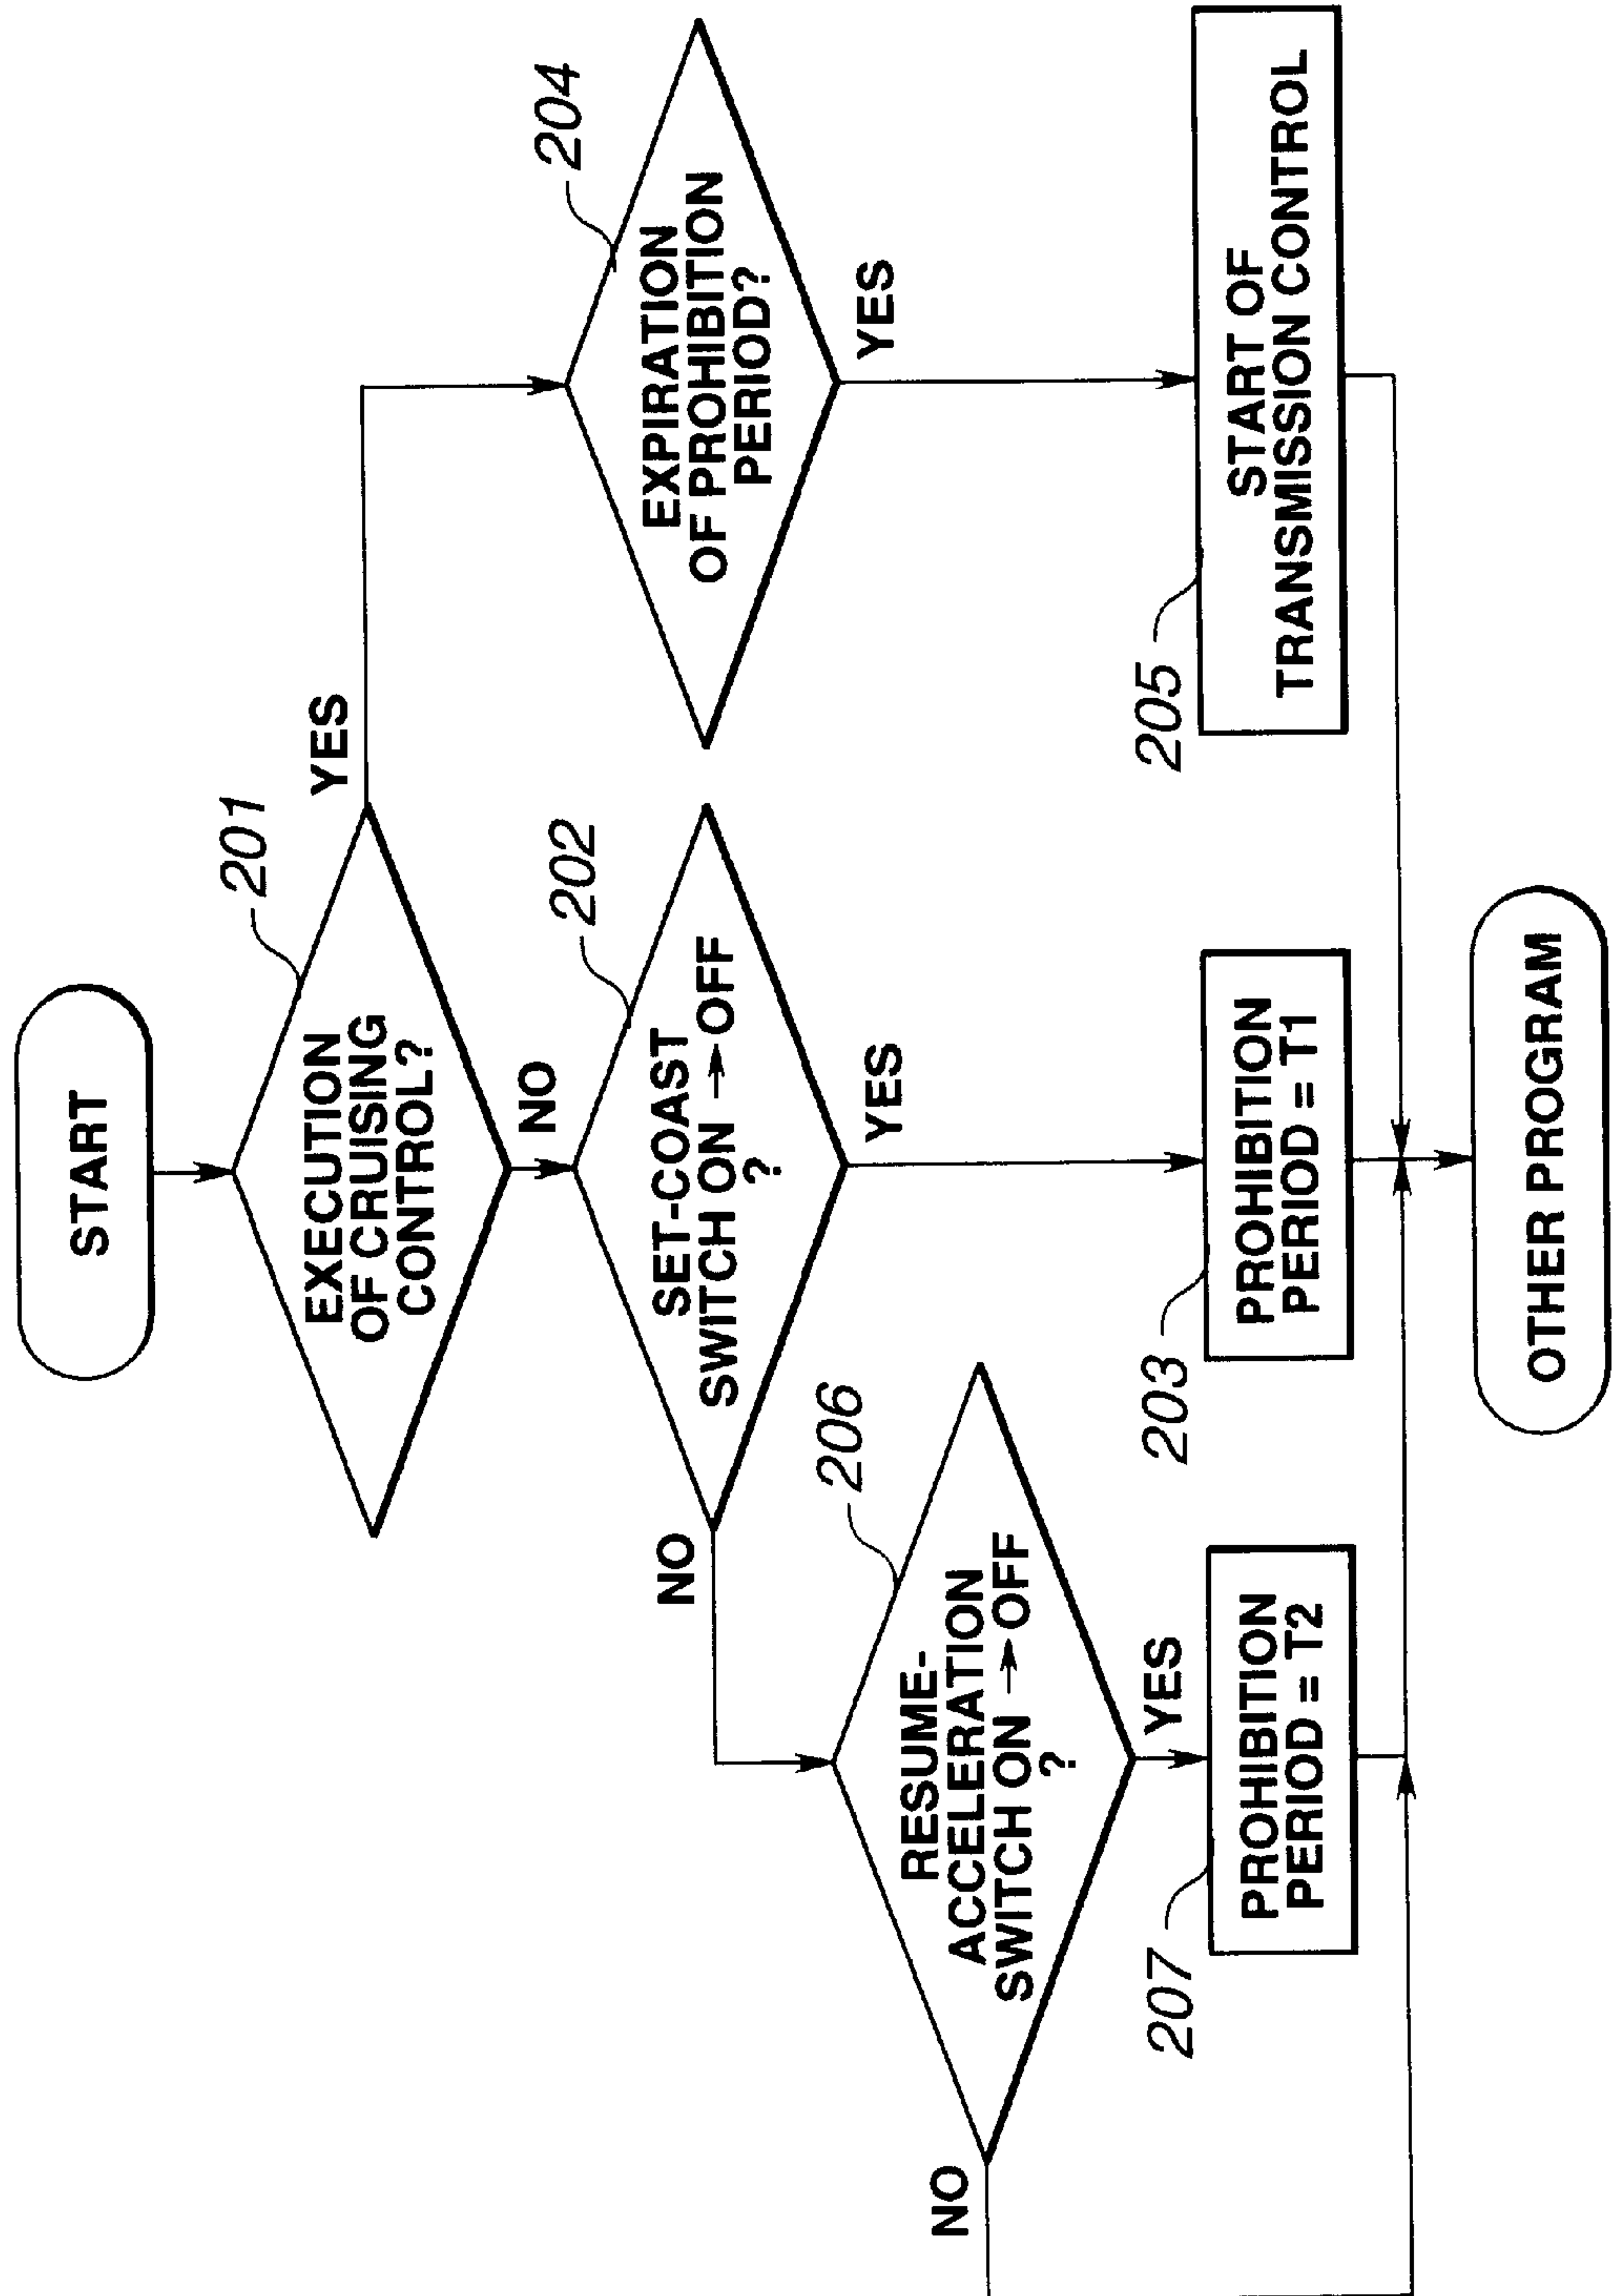 START
201
EXECUTION
OF CRUISING
CONTROL?
YES
NO
202
SET-COAST
SWITCH ON → OFF
?
NO
YES
204
EXPIRATION
OF PROHIBITION
PERIOD?
YES
206
RESUME-
ACCELERATION
SWITCH ON → OFF
?
NO
YES
207
PROHIBITION
PERIOD = T2
203
PROHIBITION
PERIOD = T1
205
START OF
TRANSMISSION CONTROL
OTHER PROGRAM